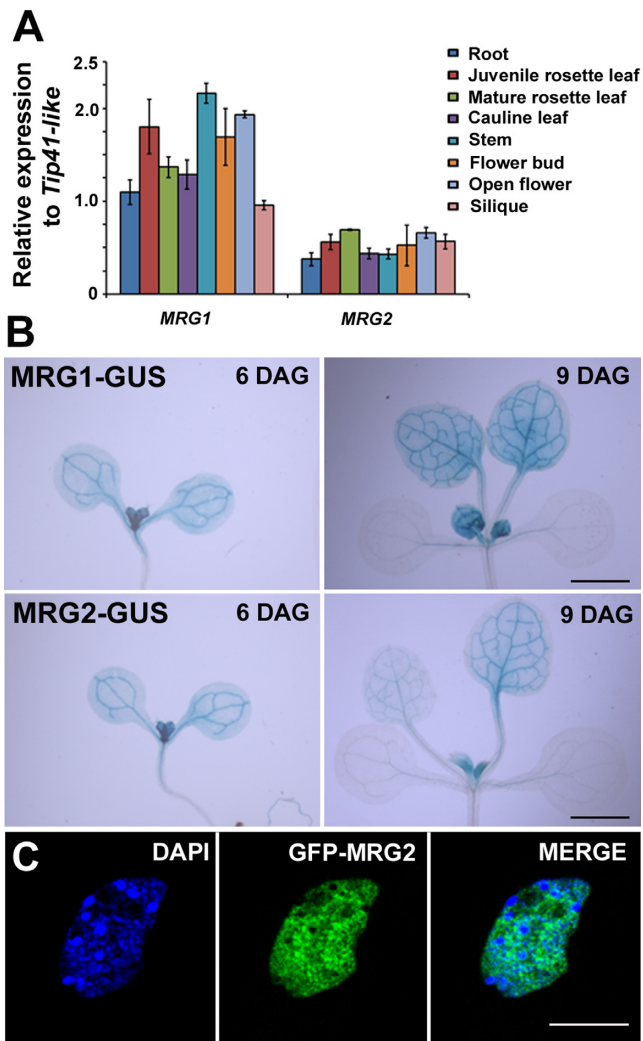 A
Relative expression
to Tip41-like
2.5
2.0
1.0
0
MRG1
MRG2
Root
Juvenile rosette leaf
Mature rosette leaf
Cauline leaf
Stem
Flower bud
Open flower
Silique
B
MRG1-GUS
6 DAG
9 DAG
MRG2-GUS
6 DAG
9 DAG
C
DAPI
GFP-MRG2
MERGE